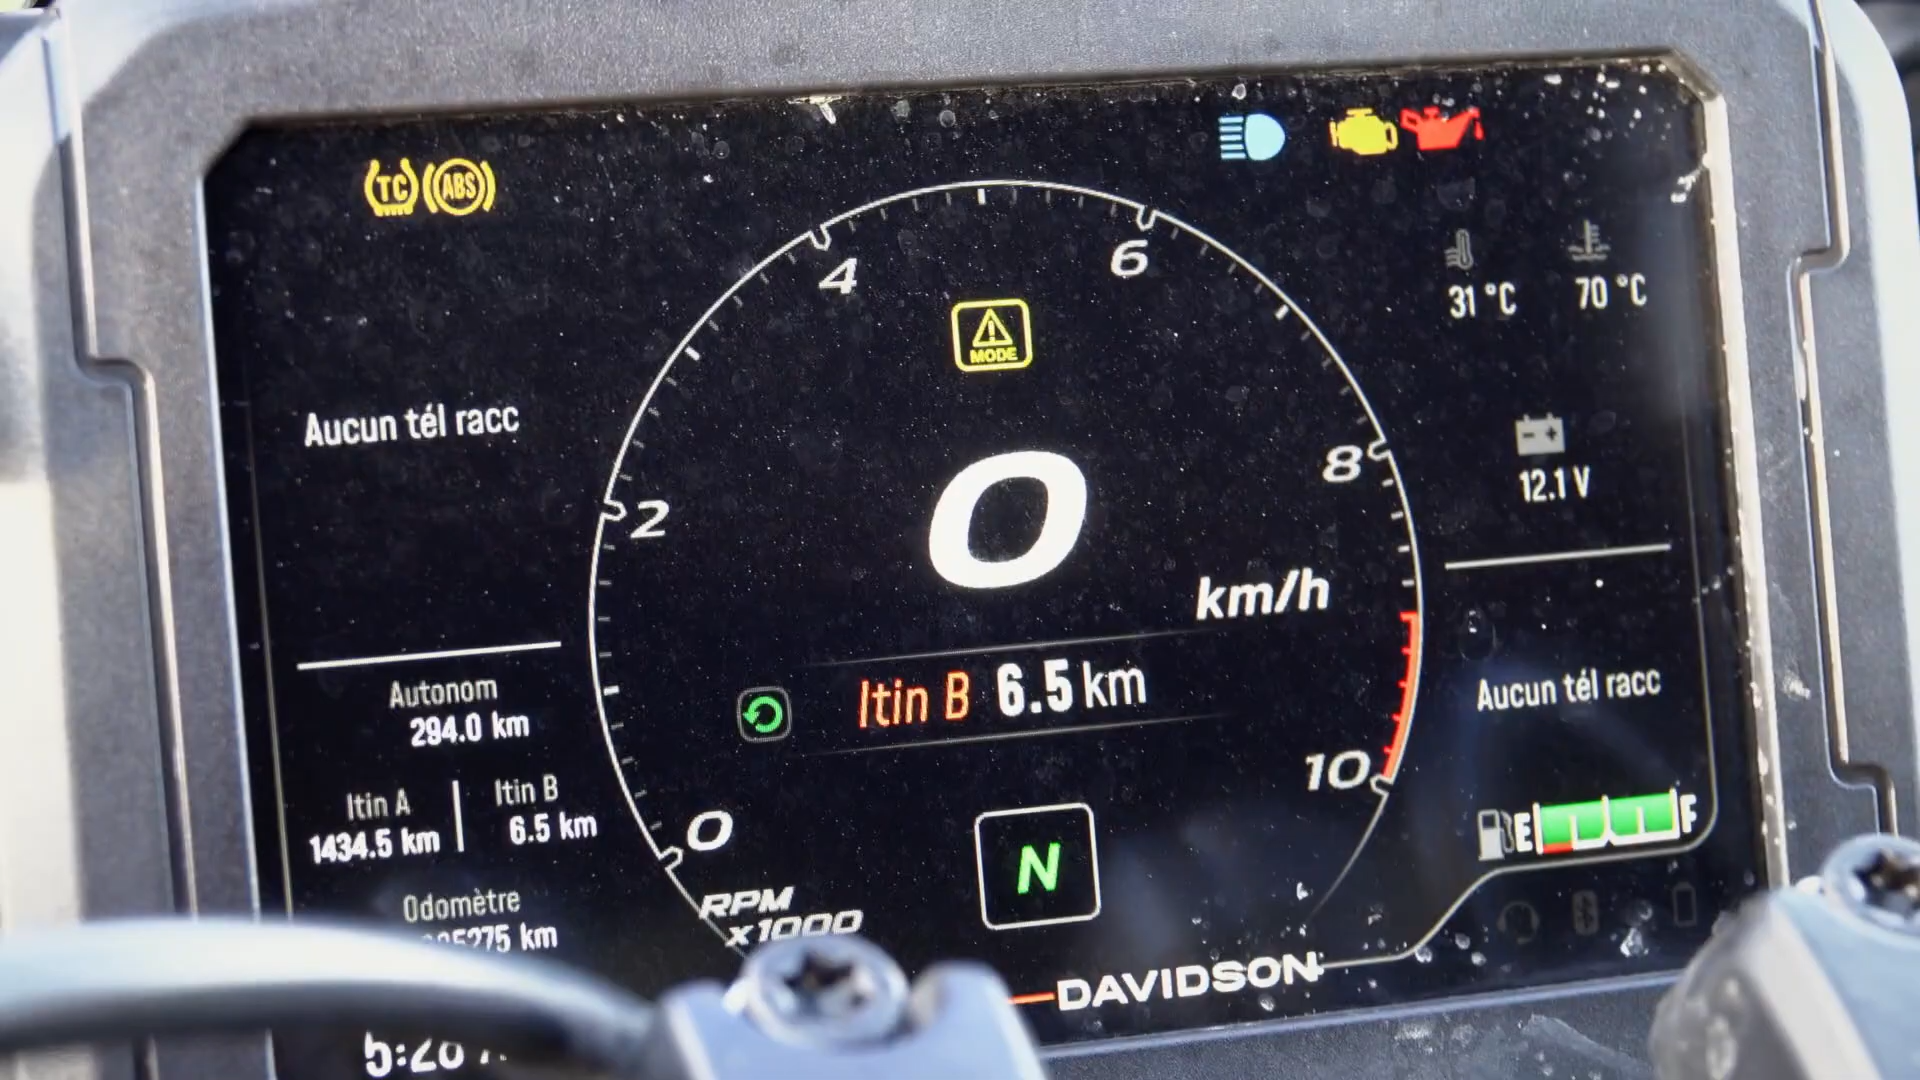 TC ABS
31 °C 70 °C
4 6
MODE
Aucun tél racc
8
12.1 V
2
0
km/h
Autonom
294.0 km
Itin B 6.5 km
Aucun tél racc
10
Itin A Itin B
1434.5 km 6.5 km
0
N
E F
RPM
x1000
Odomètre
km
DAVIDSON